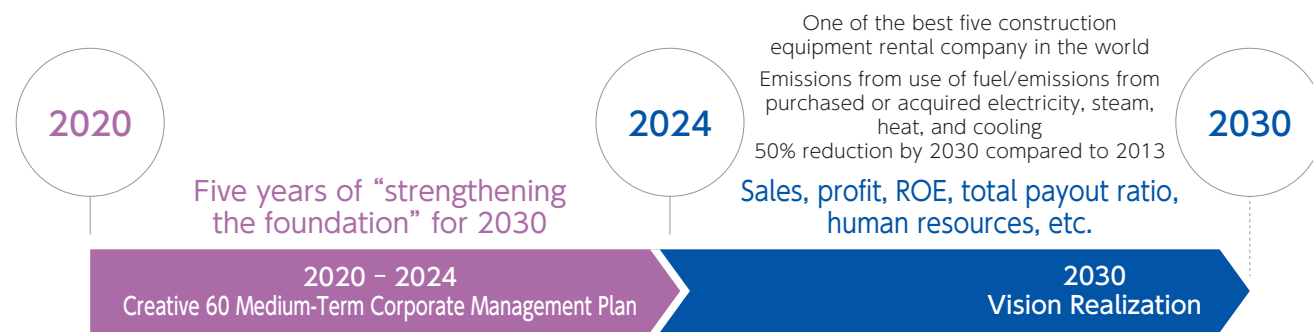 2020
Five years of “strengthening
the foundation” for 2030
2020 – 2024
Creative 60 Medium-Term Corporate Management Plan
2024
One of the best five construction
equipment rental company in the world
Emissions from use of fuel/emissions from
purchased or acquired electricity, steam,
heat, and cooling
50% reduction by 2030 compared to 2013
Sales, profit, ROE, total payout ratio,
human resources, etc.
2030
2030
Vision Realization